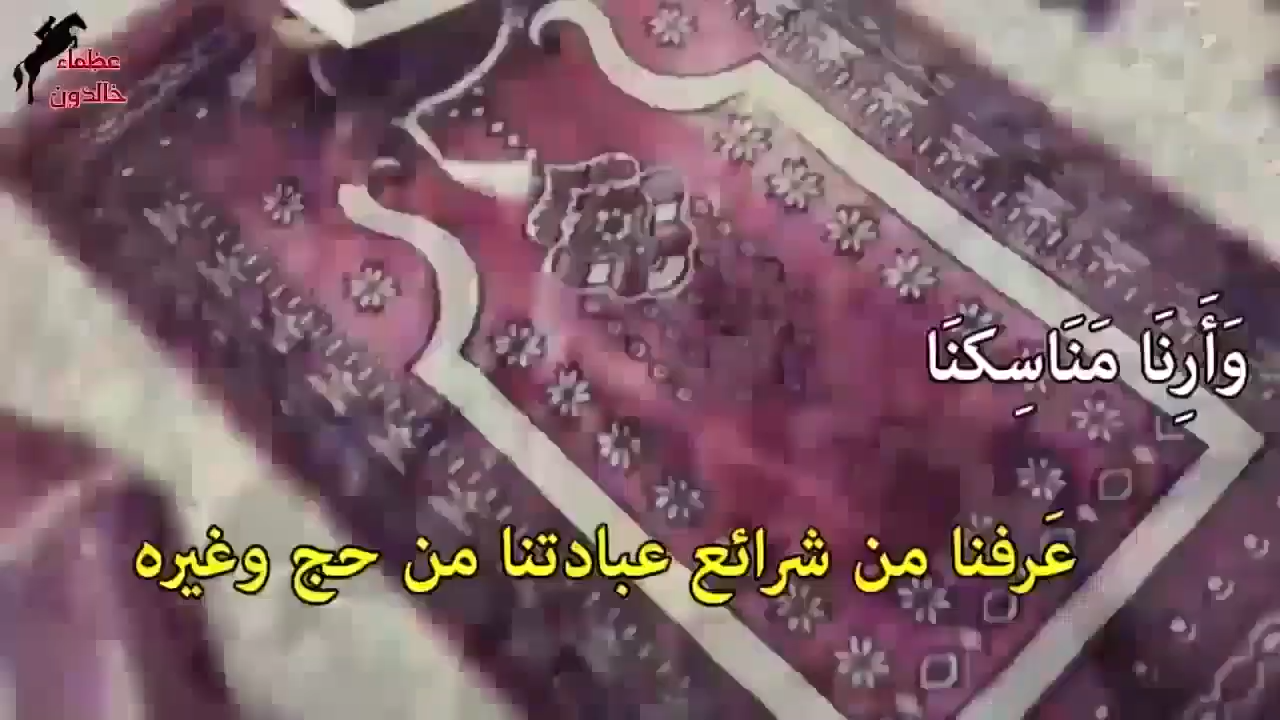 عظماء
خالدون
وَأَرِنَا مَنَاسِكَنَا
عَرفنا من شرائع عبادتنا من حج وغيره